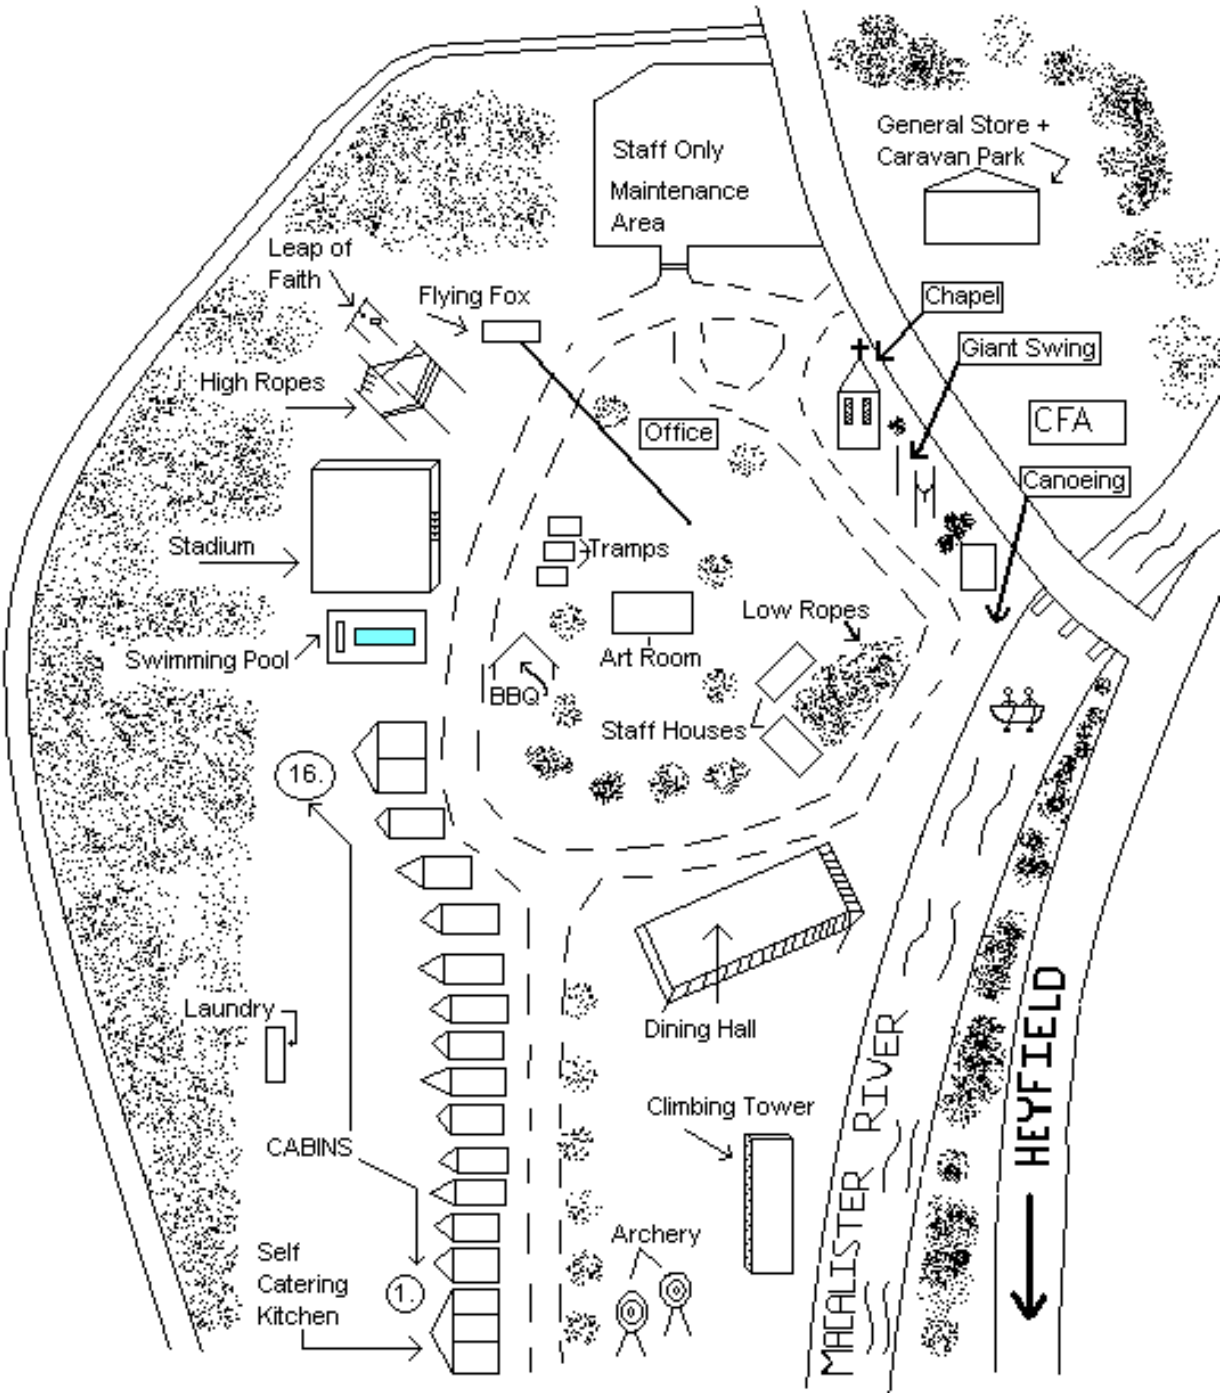 Staff Only
Maintenance
Area
General Store +
Caravan Park
Leap of
Faith
Flying Fox
Chapel
Giant Swing
High Ropes
Office
CFA
Canoeing
Stadium
Tramps
Low Ropes
Swimming Pool
Art Room
BBQ
Staff Houses
16.
Laundry
Dining Hall
CABINS
Climbing Tower
MACALISTER RIVER
HEYFIELD
Archery
Self
Catering
Kitchen
1.